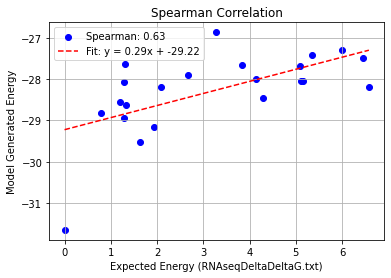 Spearman Correlation
Spearman: 0.63
Fit: y = 0.29x + -29.22
Model Generated Energy
−27
−28
−29
−30
−31
0
1
2
3
4
5
6
Expected Energy (RNAseqDeltaDeltaG.txt)